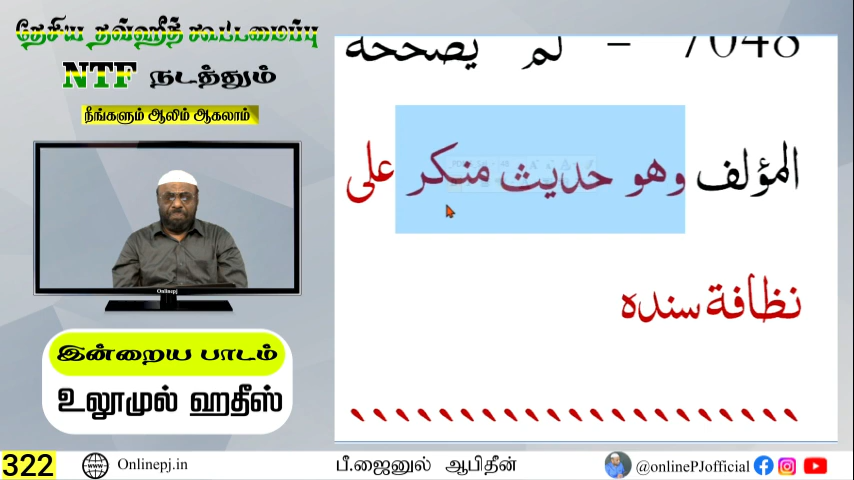 தேசிய தவ்ஹீத் கூட்டமைப்பு
NTF நடத்தும்
நீங்களும் ஆலிம் ஆகலாம்
Onlinepj
இன்றைய பாடம்
உலூமுல் ஹதீஸ்
7048 - لم يصححه
المؤلف وهو حديث منكر على
نظافة سنده
322
Onlinepj.in
பீ.ஜைனுல் ஆபிதீன்
@onlinePJofficial